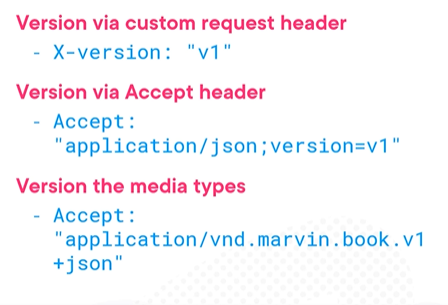 Version via custom request header
- X-version: "v1"
Version via Accept header
- Accept:
"application/json;version=v1"
Version the media types
- Accept:
"application/vnd.marvin.book.v1
+json"